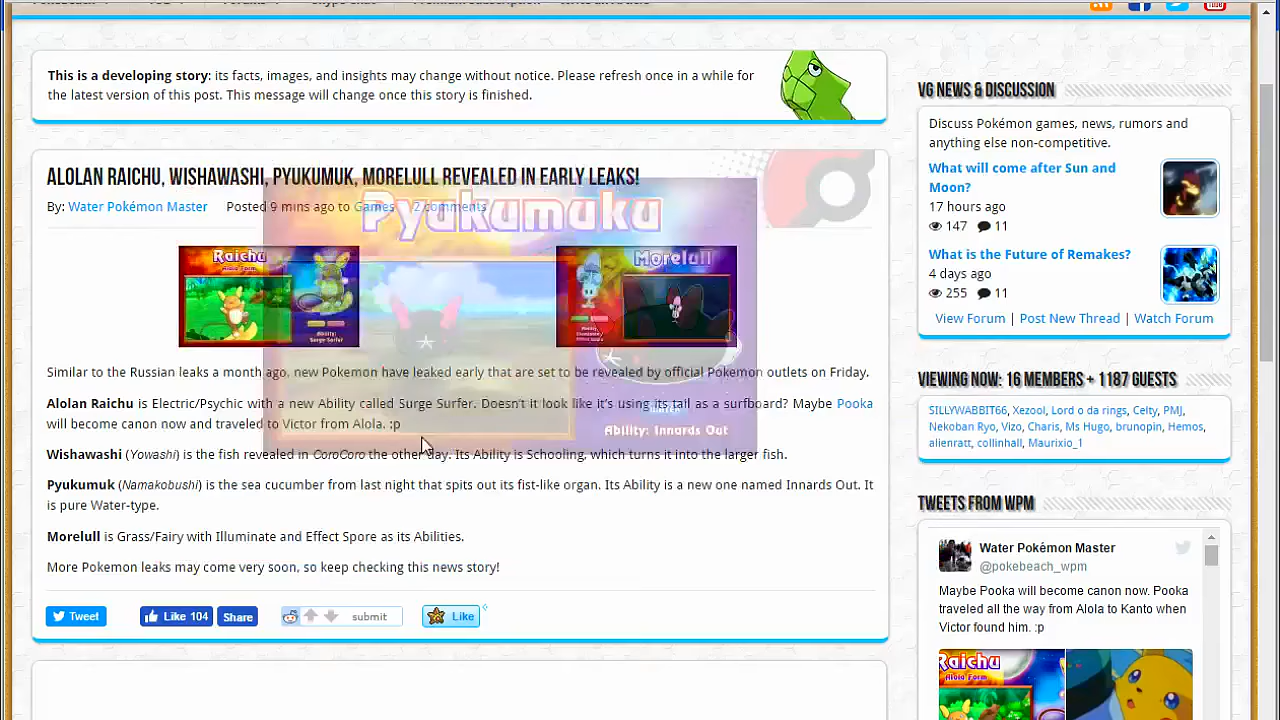 This is a developing story: its facts, images, and insights may change without notice. Please refresh once in a while for
the latest version of this post. This message will change once this story is finished.
ALOLAN RAICHU, WISHAWASHI, PYUKUMUK, MORELULL REVEALED IN EARLY LEAKS!
By: Water Pokémon Master Posted 9 mins ago to Games 2 comments
Pyukumuku
Raichu
Alola Form
Ability:
Surge Surfer
Morelull
WATER
Ability: Innards Out
Similar to the Russian leaks a month ago, new Pokemon have leaked early that are set to be revealed by official Pokemon outlets on Friday.
Alolan Raichu is Electric/Psychic with a new Ability called Surge Surfer. Doesn't it look like it's using its tail as a surfboard? Maybe Pooka
will become canon now and traveled to Victor from Alola. :p
Wishawashi (Yowashi) is the fish revealed in CoroCoro the other day. Its Ability is Schooling, which turns it into the larger fish.
Pyukumuk (Namakobushi) is the sea cucumber from last night that spits out its fist-like organ. Its Ability is a new one named Innards Out. It
is pure Water-type.
Morelull is Grass/Fairy with Illuminate and Effect Spore as its Abilities.
More Pokemon leaks may come very soon, so keep checking this news story!
Tweet
Like 104
Share
submit
Like
VG NEWS & DISCUSSION
Discuss Pokémon games, news, rumors and
anything else non-competitive.
What will come after Sun and
Moon?
17 hours ago
147 11
What is the Future of Remakes?
4 days ago
255 11
View Forum | Post New Thread | Watch Forum
VIEWING NOW: 16 MEMBERS + 1187 GUESTS
SILLYWABBIT66, Xezool, Lord o da rings, Celty, PMJ,
Nekoban Ryo, Vizo, Charis, Ms Hugo, brunopin, Hemos,
alienratt, collinhall, Maurixio_1
TWEETS FROM WPM
Water Pokémon Master
@pokebeach_wpm
Maybe Pooka will become canon now. Pooka
traveled all the way from Alola to Kanto when
Victor found him. :p
Raichu
Alola Form